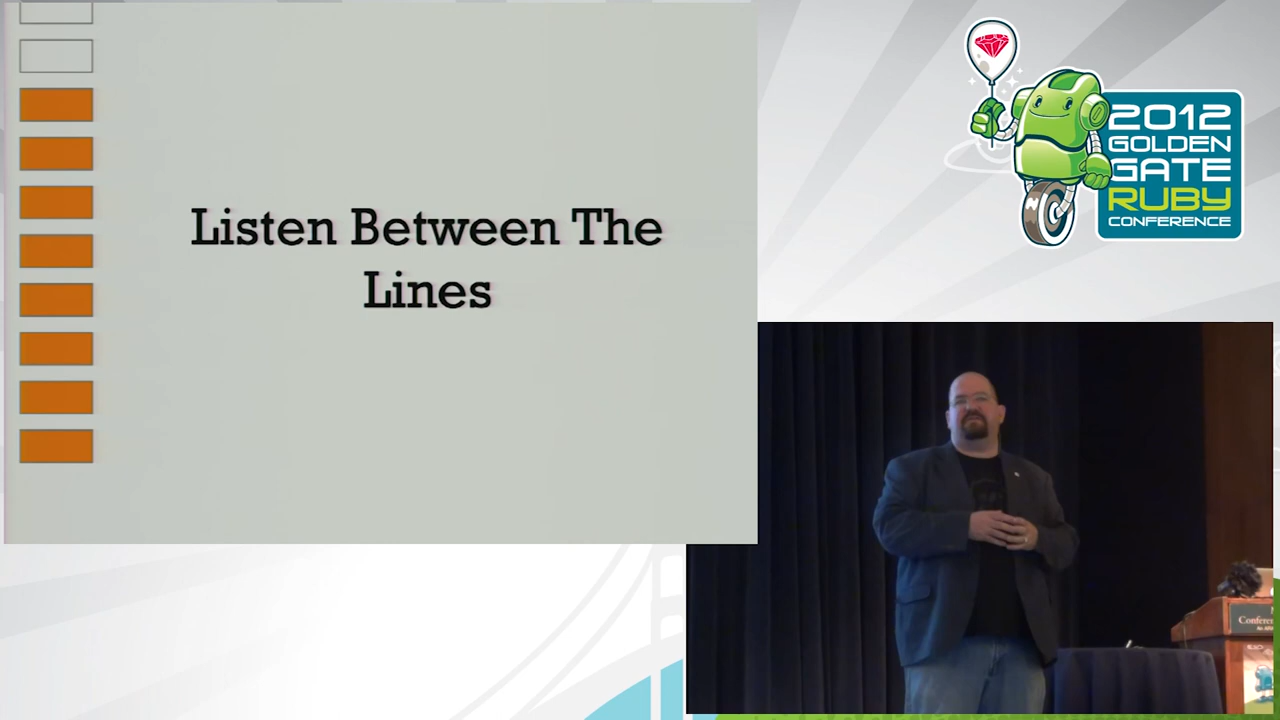 Listen Between The
Lines
2012
GOLDEN
GATE
RUBY
CONFERENCE